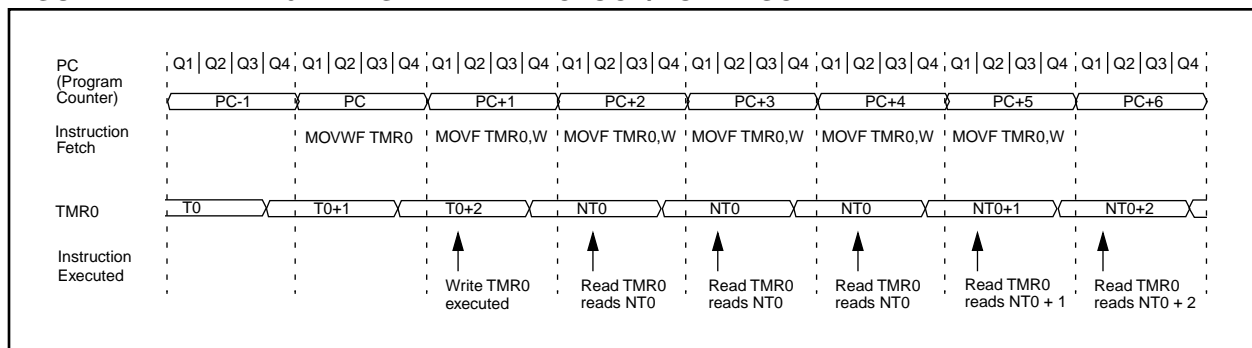 PC
(Program
Counter)
Q1 Q2 Q3 Q4 Q1 Q2 Q3 Q4 Q1 Q2 Q3 Q4 Q1 Q2 Q3 Q4 Q1 Q2 Q3 Q4 Q1 Q2 Q3 Q4 Q1 Q2 Q3 Q4 Q1 Q2 Q3 Q4
PC-1 PC PC+1 PC+2 PC+3 PC+4 PC+5 PC+6
Instruction
Fetch
MOVWF TMR0 MOVF TMR0,W MOVF TMR0,W MOVF TMR0,W MOVF TMR0,W MOVF TMR0,W
TMR0
T0 T0+1 T0+2 NT0 NT0 NT0 NT0+1 NT0+2
Instruction
Executed
Write TMR0
executed
Read TMR0
reads NT0
Read TMR0
reads NT0
Read TMR0
reads NT0
Read TMR0
reads NT0 + 1
Read TMR0
reads NT0 + 2